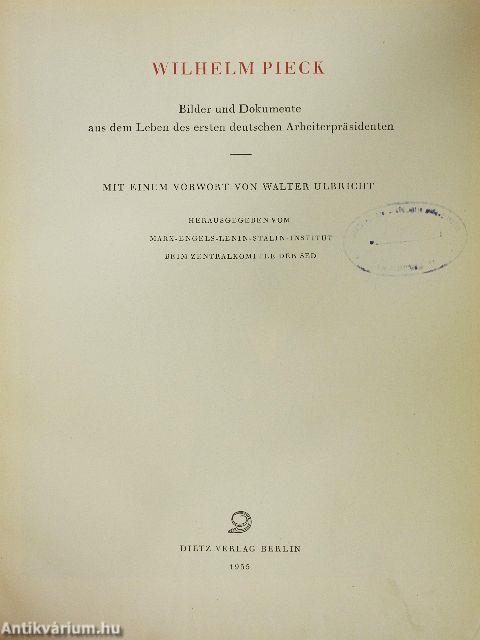 WILHELM PIECK
Bilder und Dokumente
aus dem Leben des ersten deutschen Arbeiterpräsidenten
MIT EINEM VORWORT VON WALTER ULBRICHT
HERAUSGEGEBEN VOM
MARX-ENGELS-LENIN-STALIN-INSTITUT
BEIM ZENTRALKOMITEE DER SED
DIETZ VERLAG BERLIN
1955
Antikvárium.hu